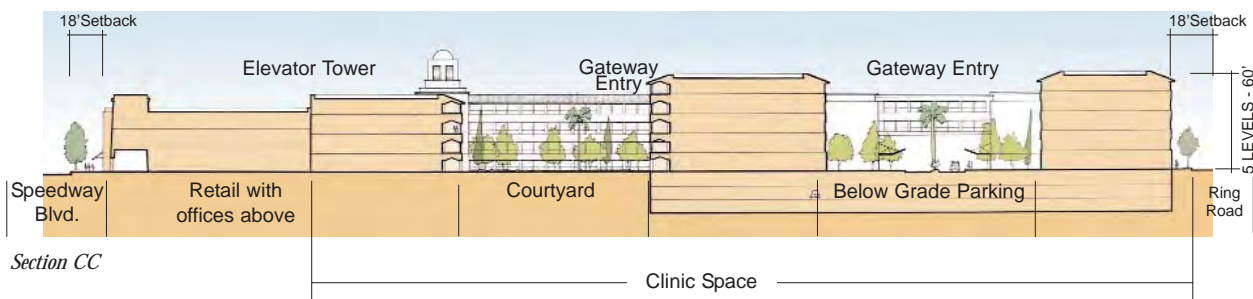 18'Setback
18'Setback
Elevator Tower
Gateway
Entry
Gateway Entry
5 LEVELS - 60'
Speedway
Blvd.
Retail with
offices above
Courtyard
Below Grade Parking
Ring
Road
Section CC
Clinic Space